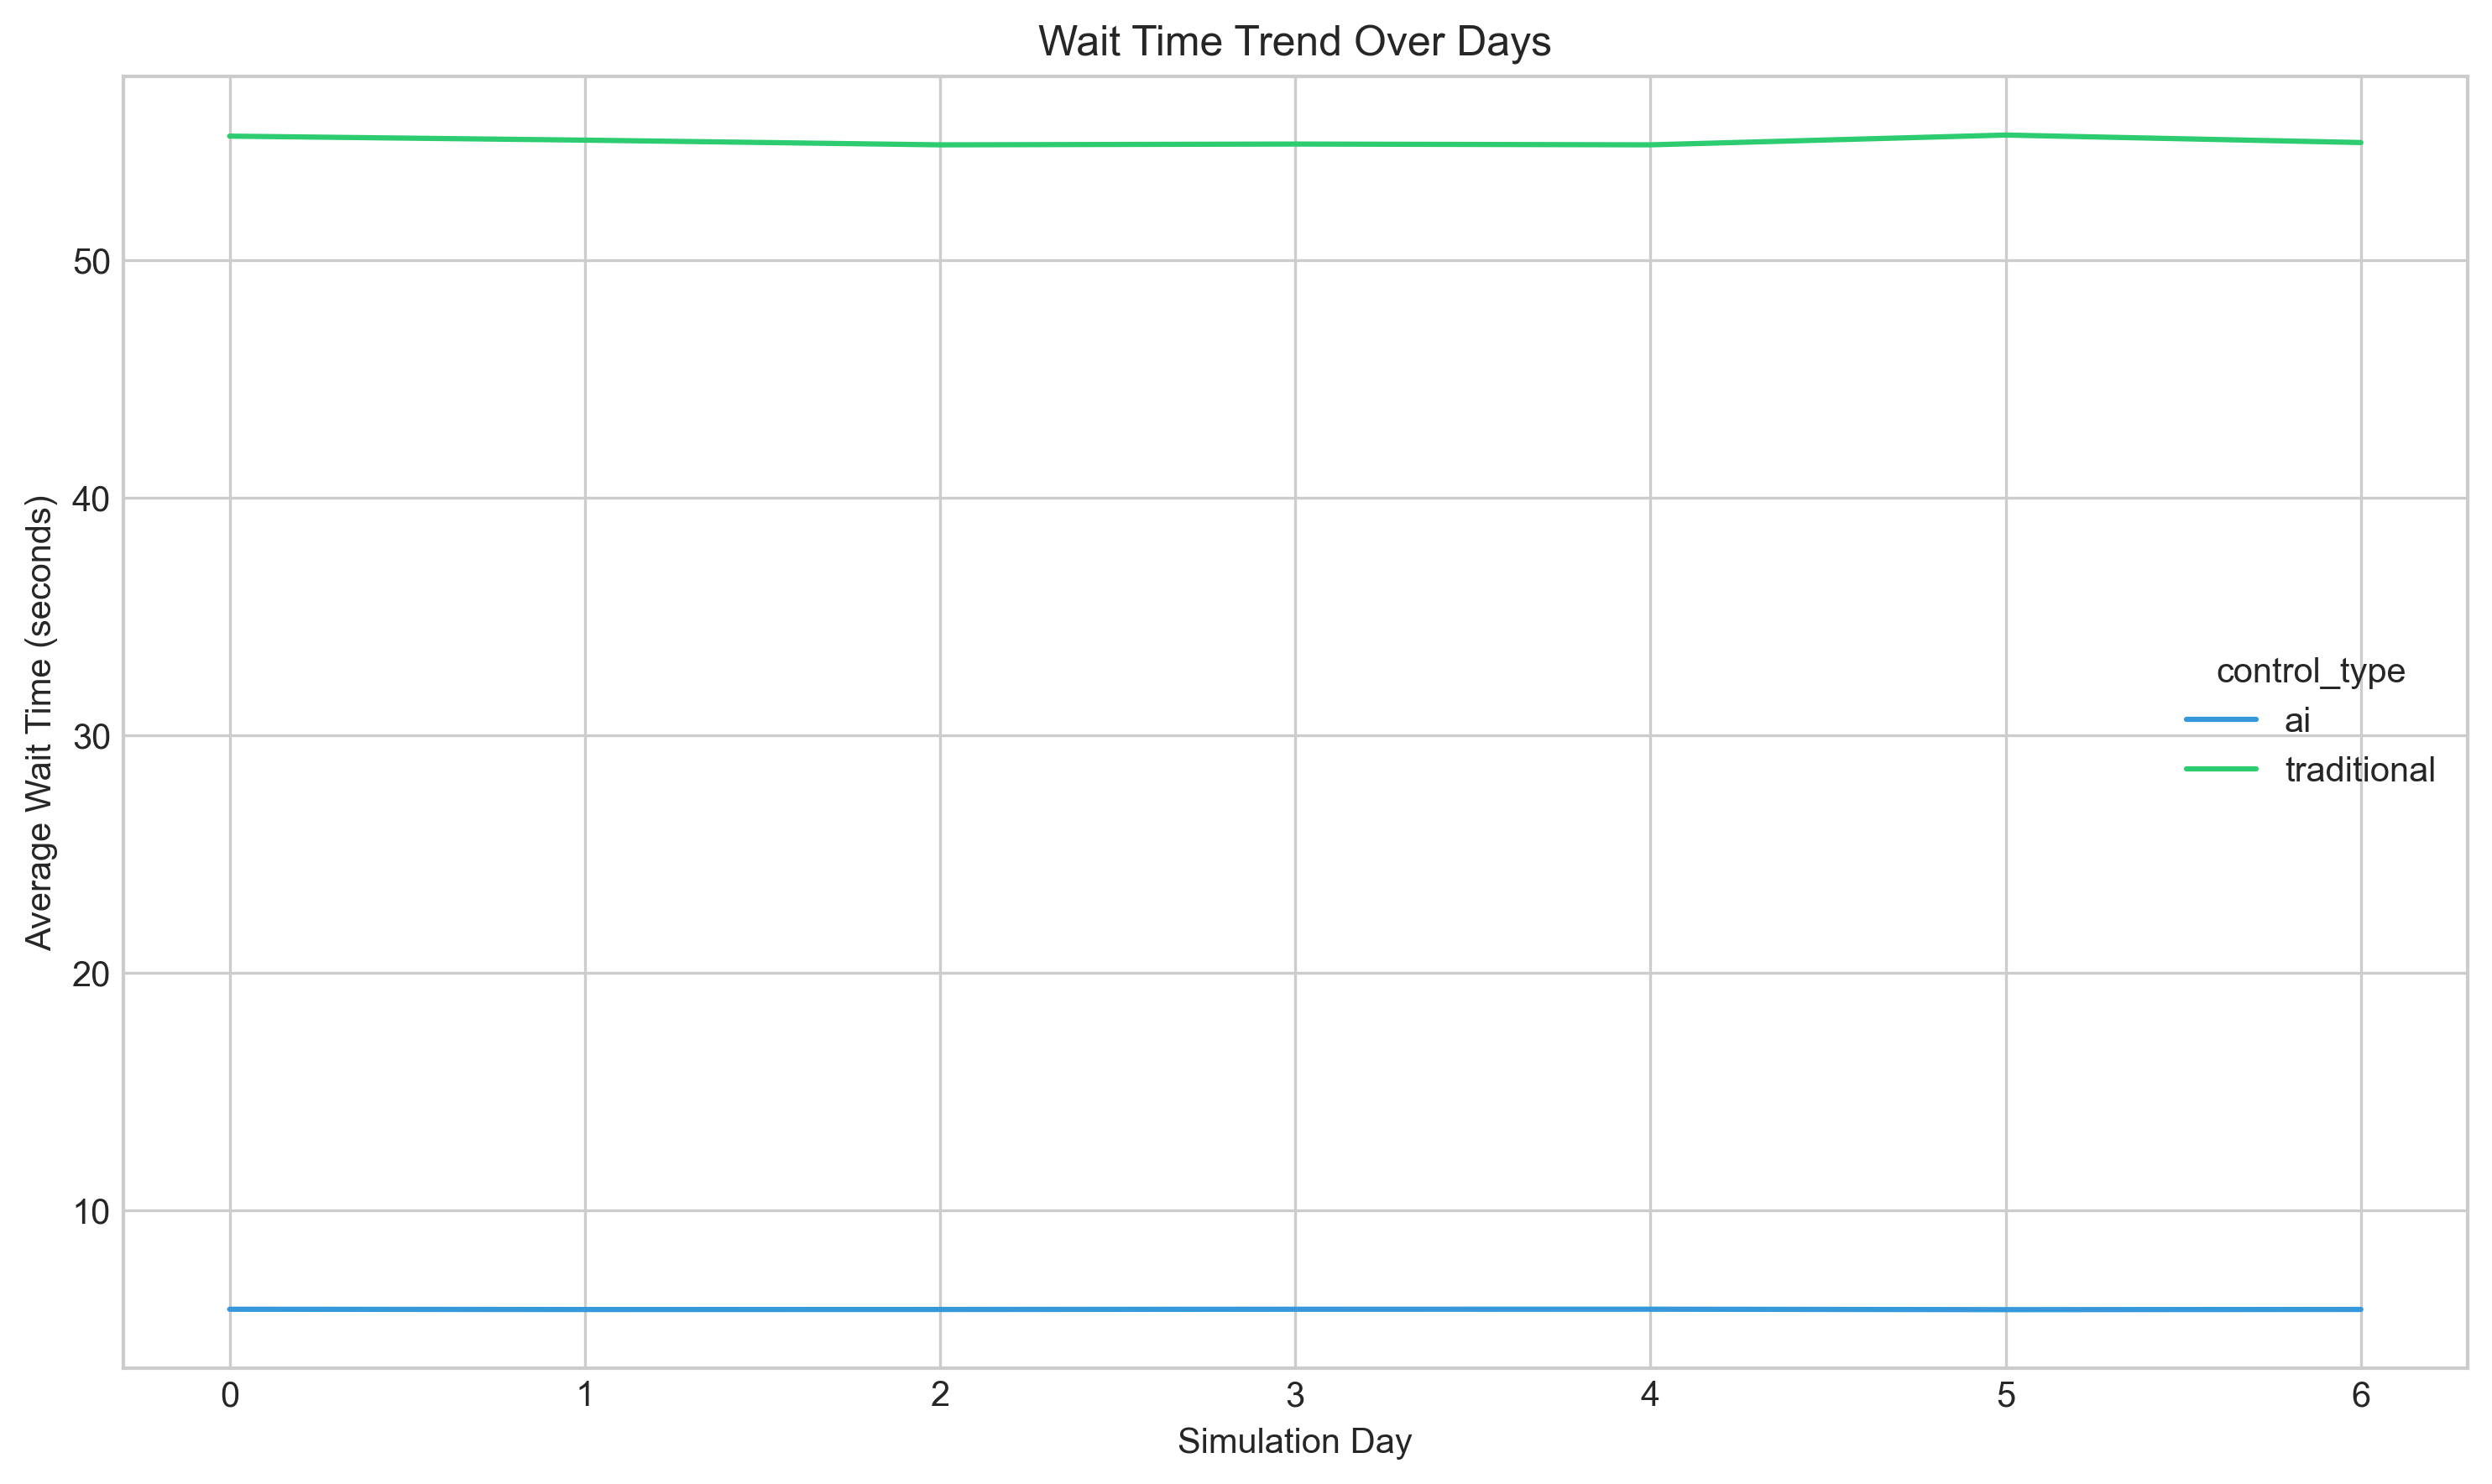 Wait Time Trend Over Days
Average Wait Time (seconds)
50
40
30
20
10
control_type
ai
traditional
0 1 2 3 4 5 6
Simulation Day